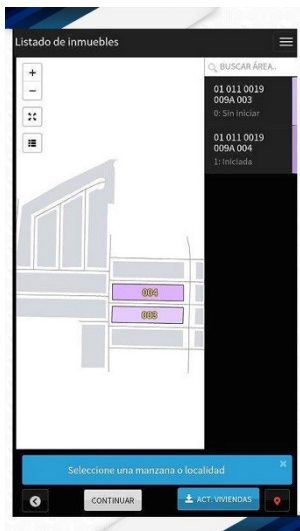 Listado de inmuebles
BUSCAR ÁREA..
01 011 0019
009A 003
0: Sin Iniciar
01 011 0019
009A 004
1: Iniciada
004
003
Seleccione una manzana o localidad
CONTINUAR
ACT. VIVIENDAS